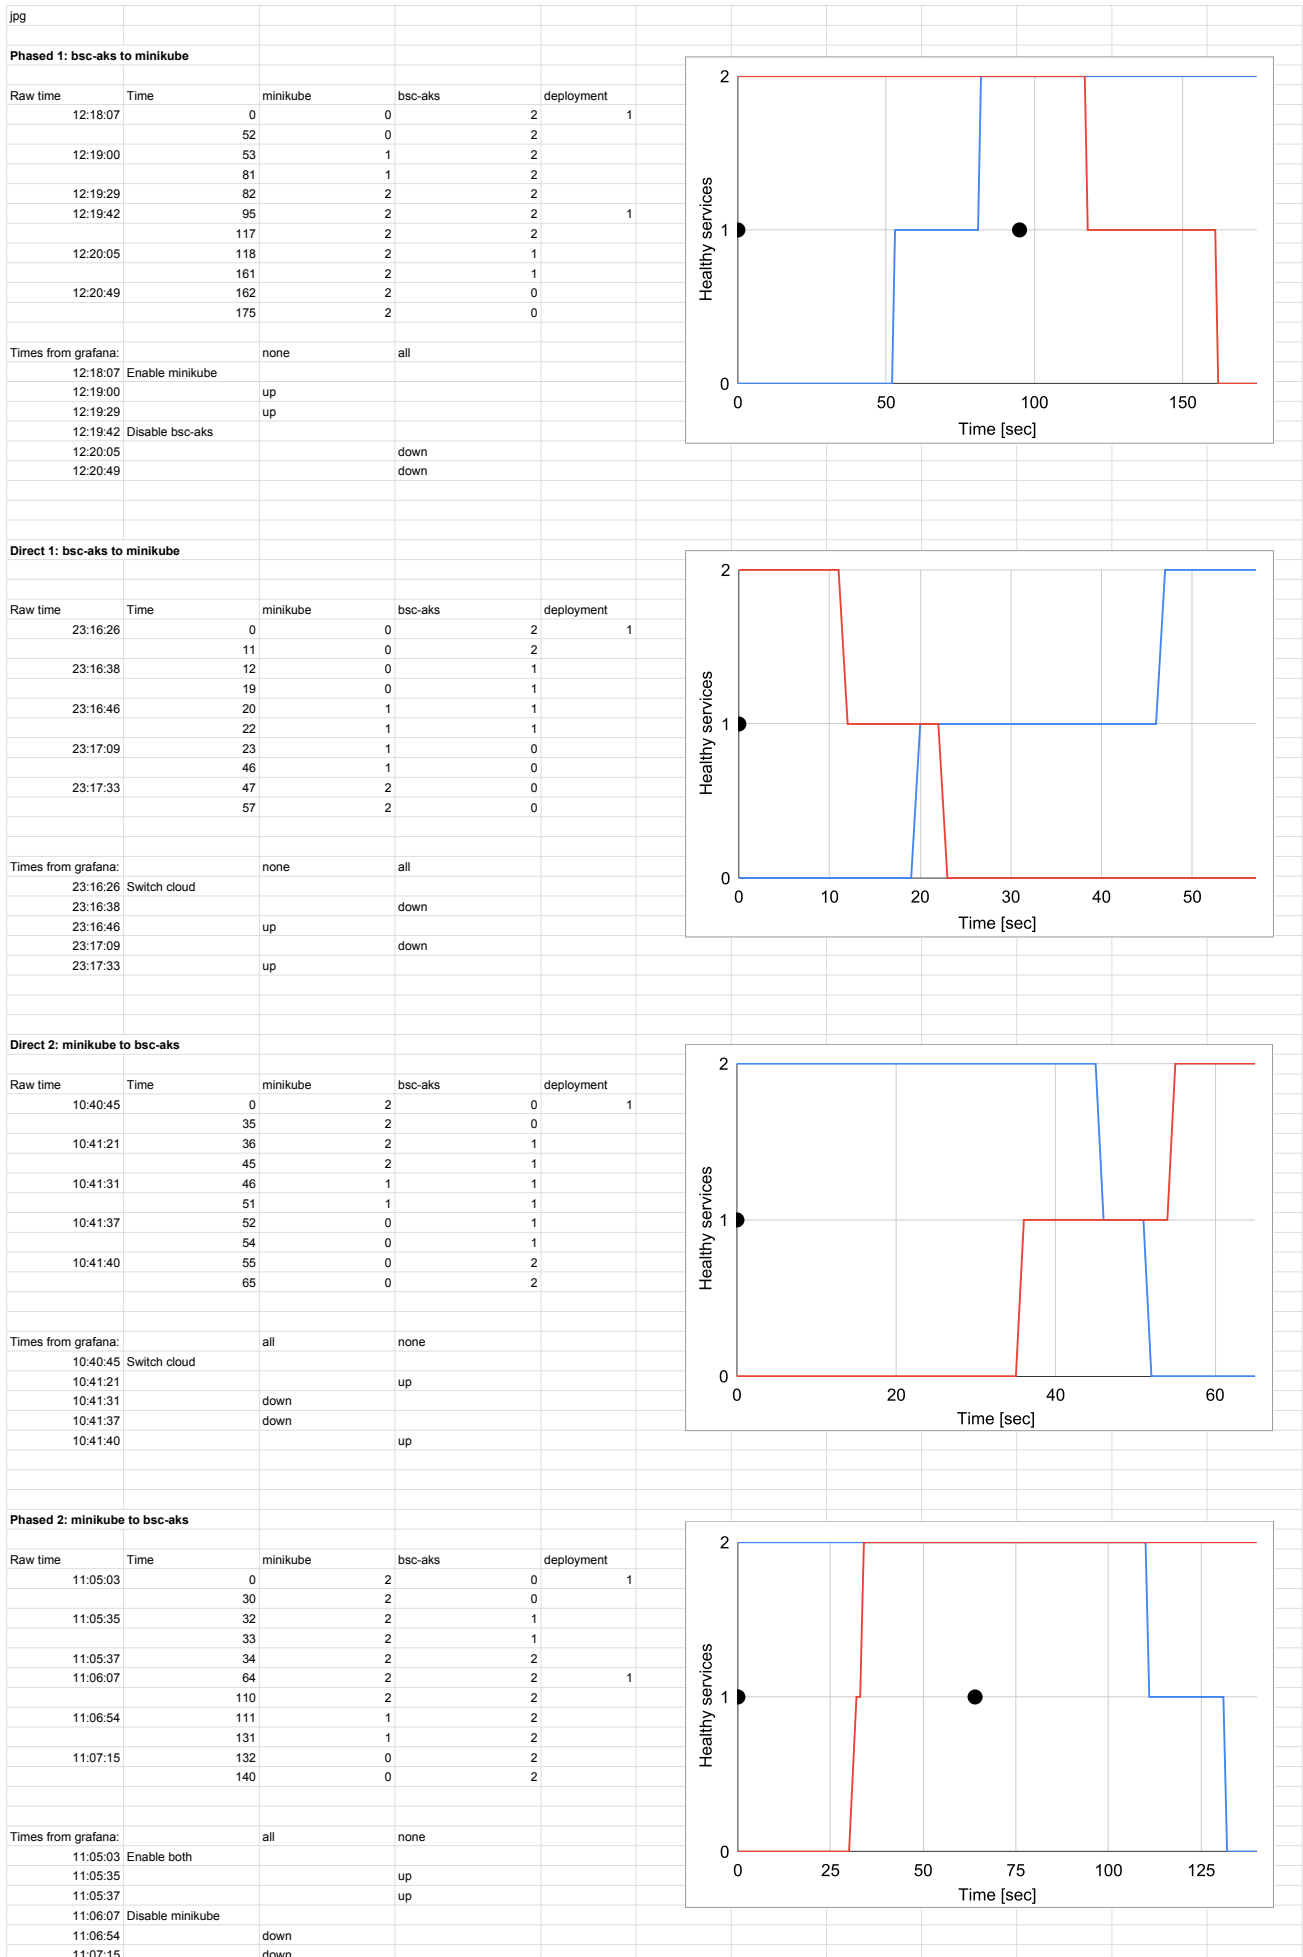 jpg
Phased 1: bsc-aks to minikube
Raw time Time minikube bsc-aks deployment
12:18:07 0 0 2 1
52 0 2
12:19:00 53 1 2
81 1 2
12:19:29 82 2 2
12:19:42 95 2 2 1
117 2 2
12:20:05 118 2 1
161 2 1
12:20:49 162 2 0
175 2 0
Times from grafana: none all
12:18:07 Enable minikube
12:19:00 up
12:19:29 up
12:19:42 Disable bsc-aks
12:20:05 down
12:20:49 down
Healthy services
2
1
0
0 50 100 150
Time [sec]
Direct 1: bsc-aks to minikube
Raw time Time minikube bsc-aks deployment
23:16:26 0 0 2 1
11 0 2
23:16:38 12 0 1
19 0 1
23:16:46 20 1 1
22 1 1
23:17:09 23 1 0
46 1 0
23:17:33 47 2 0
57 2 0
Times from grafana: none all
23:16:26 Switch cloud
23:16:38 down
23:16:46 up
23:17:09 down
23:17:33 up
Healthy services
2
1
0
0 10 20 30 40 50
Time [sec]
Direct 2: minikube to bsc-aks
Raw time Time minikube bsc-aks deployment
10:40:45 0 2 0 1
35 2 0
10:41:21 36 2 1
45 2 1
10:41:31 46 1 1
51 1 1
10:41:37 52 0 1
54 0 1
10:41:40 55 0 2
65 0 2
Times from grafana: all none
10:40:45 Switch cloud
10:41:21 up
10:41:31 down
10:41:37 down
10:41:40 up
Healthy services
2
1
0
0 20 40 60
Time [sec]
Phased 2: minikube to bsc-aks
Raw time Time minikube bsc-aks deployment
11:05:03 0 2 0 1
30 2 0
11:05:35 32 2 1
33 2 1
11:05:37 34 2 2
11:06:07 64 2 2 1
110 2 2
11:06:54 111 1 2
131 1 2
11:07:15 132 0 2
140 0 2
Times from grafana: all none
11:05:03 Enable both
11:05:35 up
11:05:37 up
11:06:07 Disable minikube
11:06:54 down
11:07:15 down
Healthy services
2
1
0
0 25 50 75 100 125
Time [sec]